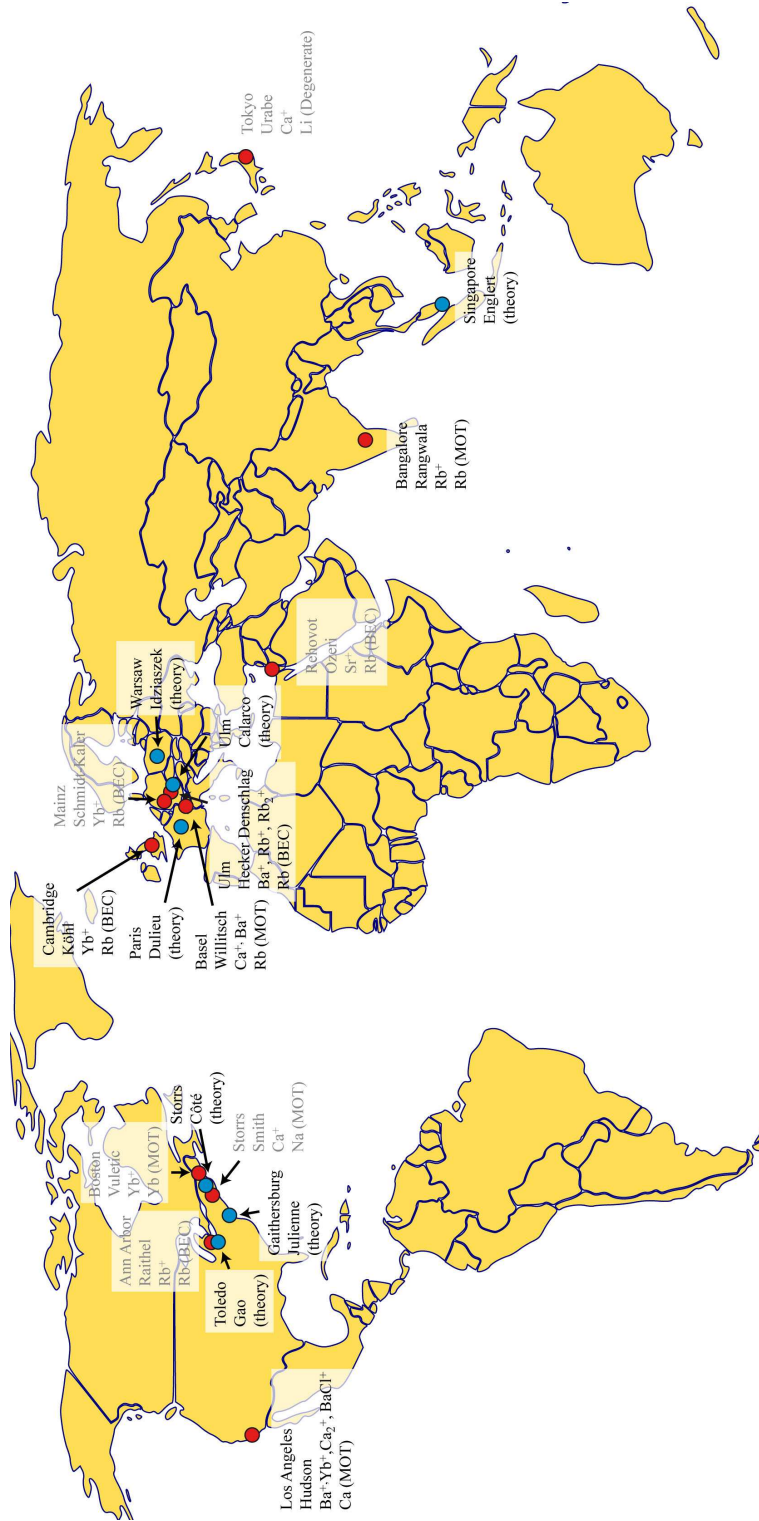 Los Angeles
Hudson
Ba⁺,Yb⁺,Ca₂⁺, BaCl⁺
Ca (MOT)
Ann Arbor
Raithel
Rb⁺
Rb (BEC)
Toledo
Gao
(theory)
Boston
Vuletic
Yb⁺
Yb (MOT)
Gaithersburg
Julienne
(theory)
Storrs
Côté
(theory)
Storrs
Smith
Ca⁺
Na (MOT)
Cambridge
Köhl
Yb⁺
Rb (BEC)
Paris
Dulieu
(theory)
Basel
Willitsch
Ca⁺, Ba⁺
Rb (MOT)
Mainz
Schmidt-Kaler
Yb⁺
Rb (BEC)
Ulm
Hecker-Denschlag
Ba⁺, Rb⁺, Rb₂⁺
Rb (BEC)
Warsaw
Idziaszek
(theory)
Ulm
Calarco
(theory)
Rehovot
Ozeri
Sr⁺
Rb (BEC)
Bangalore
Rangwala
Rb⁺
Rb (MOT)
Singapore
Englert
(theory)
Tokyo
Urabe
Ca⁺
Li (Degenerate)